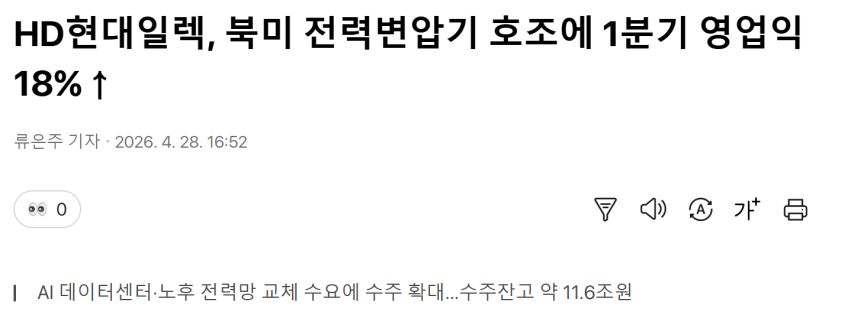 HD현대일렉, 북미 전력변압기 호조에 1분기 영업익
18%↑
류은주 기자 · 2026. 4. 28. 16:52
👀 0
가+
AI 데이터센터·노후 전력망 교체 수요에 수주 확대…수주잔고 약 11.6조원